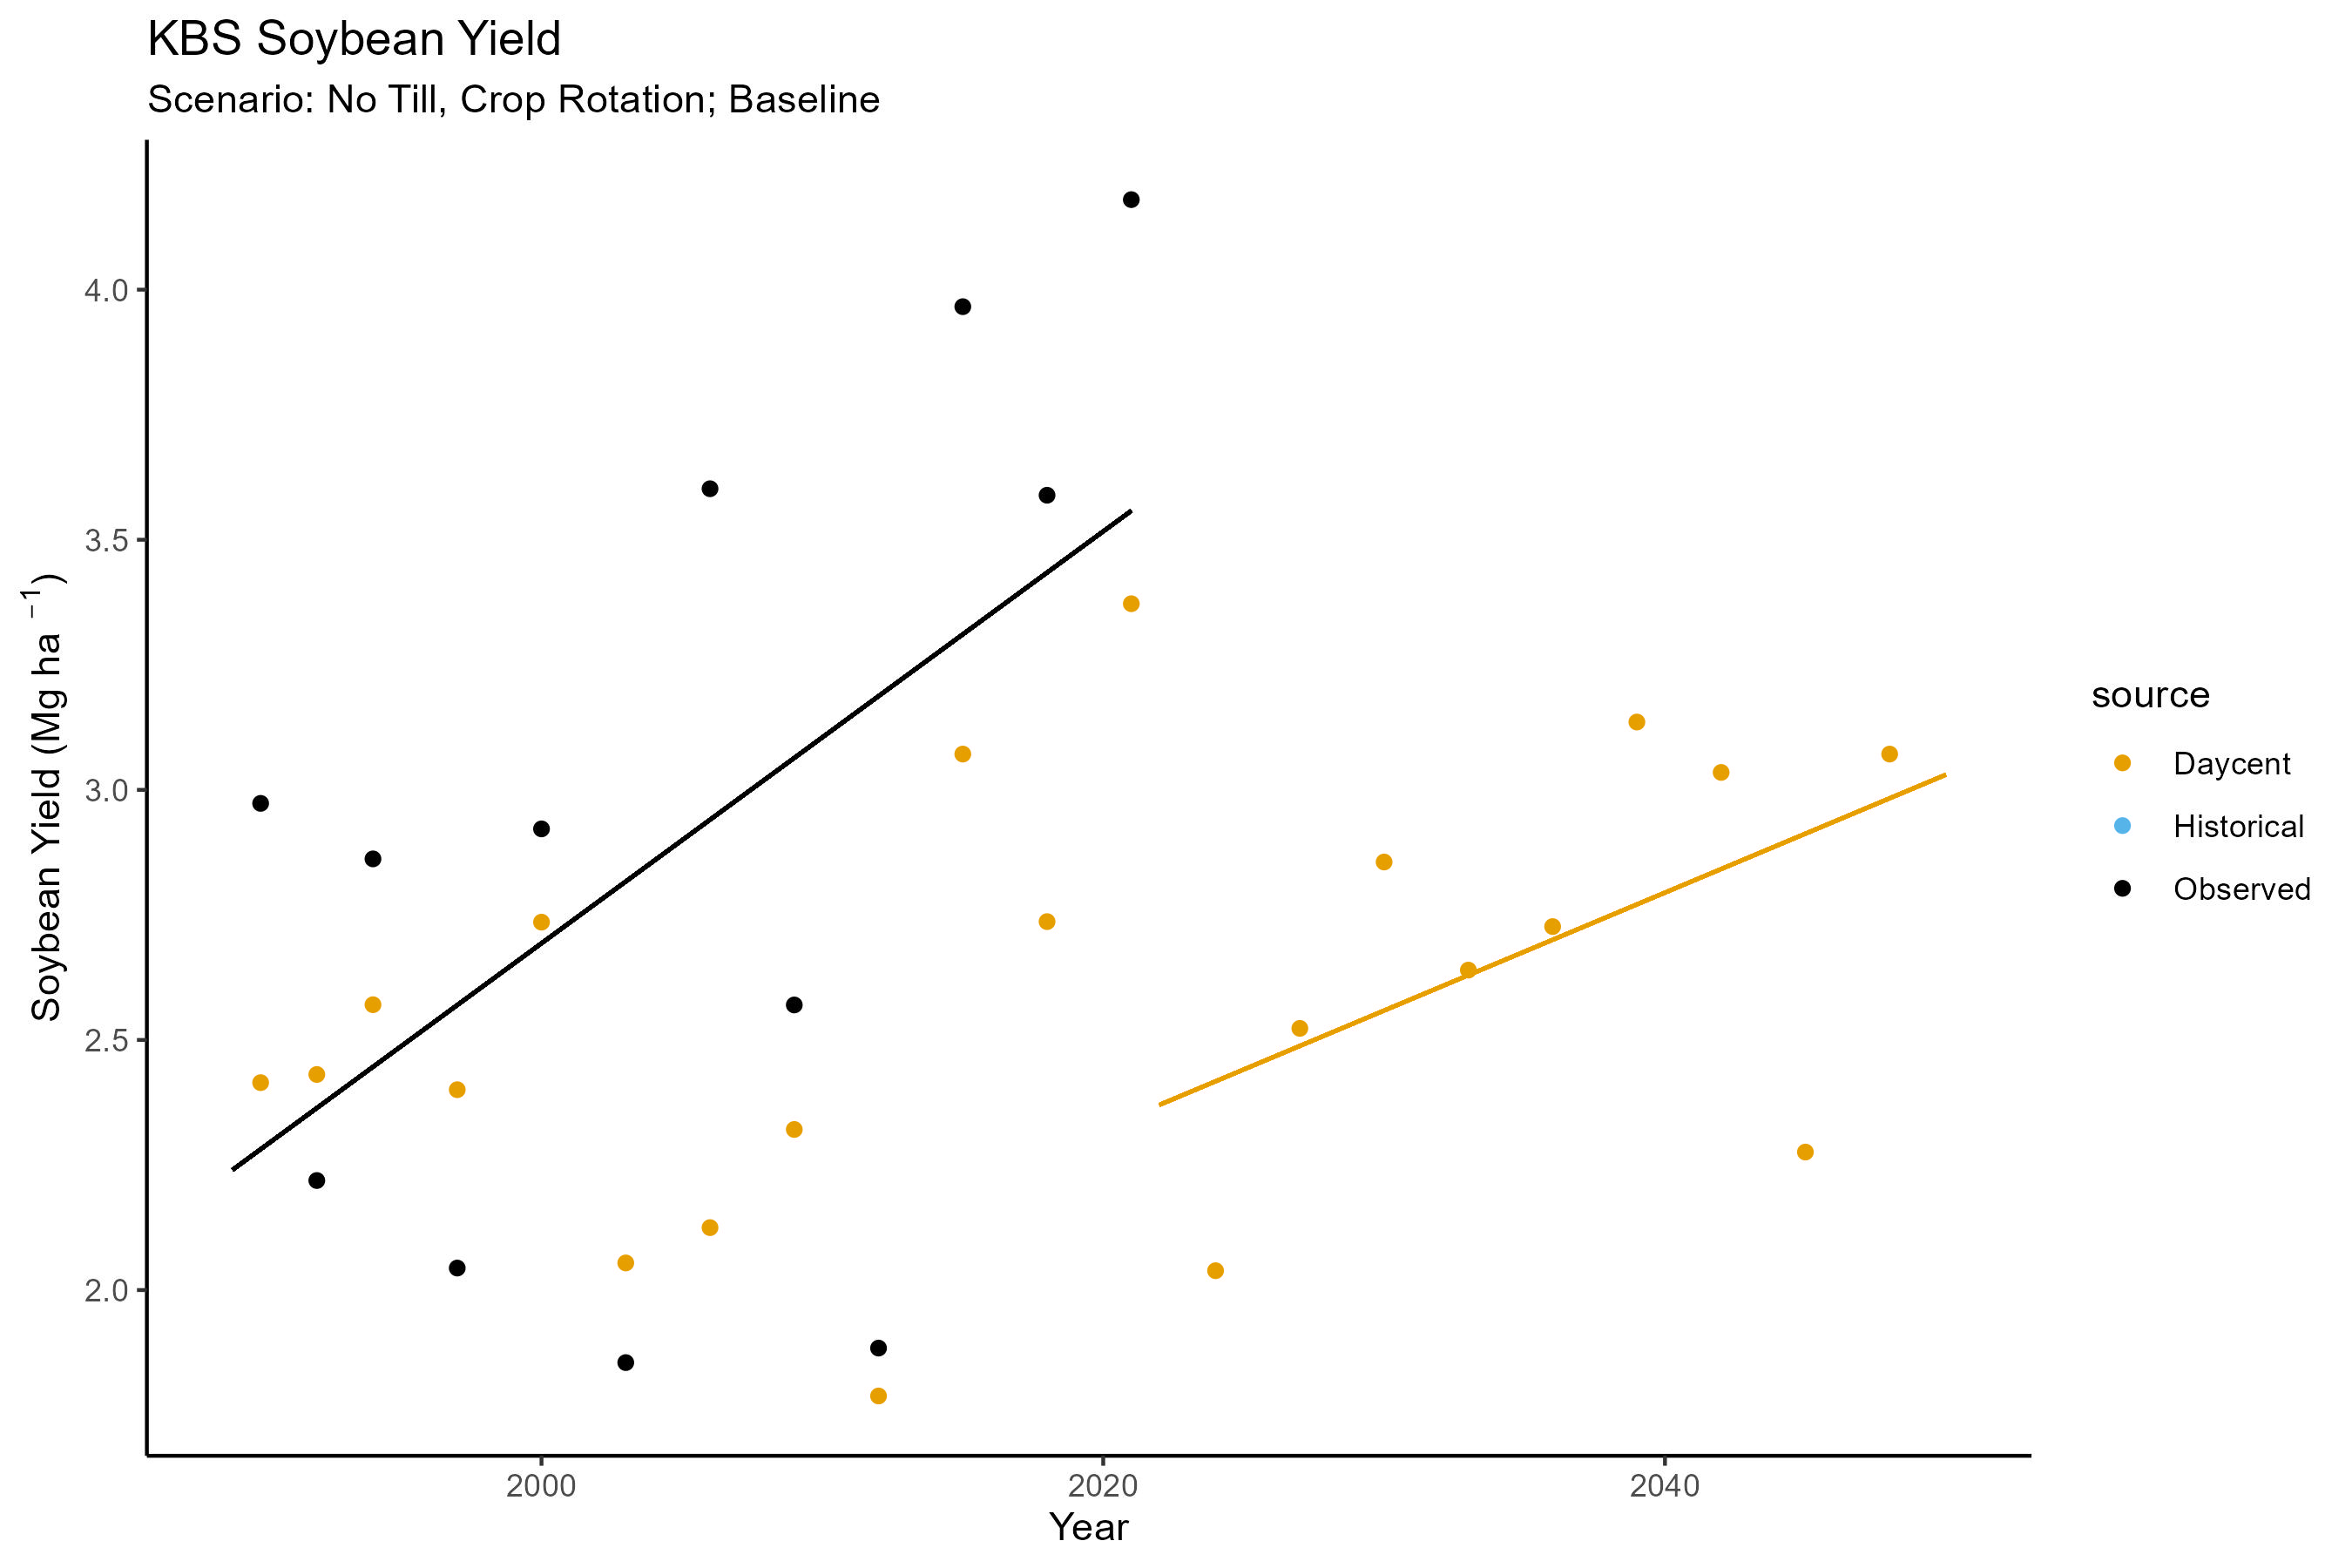 KBS Soybean Yield
Scenario: No Till, Crop Rotation; Baseline
Soybean Yield (Mg ha⁻¹)
4.0
3.5
3.0
2.5
2.0
2000
2020
2040
Year
source
Daycent
Historical
Observed